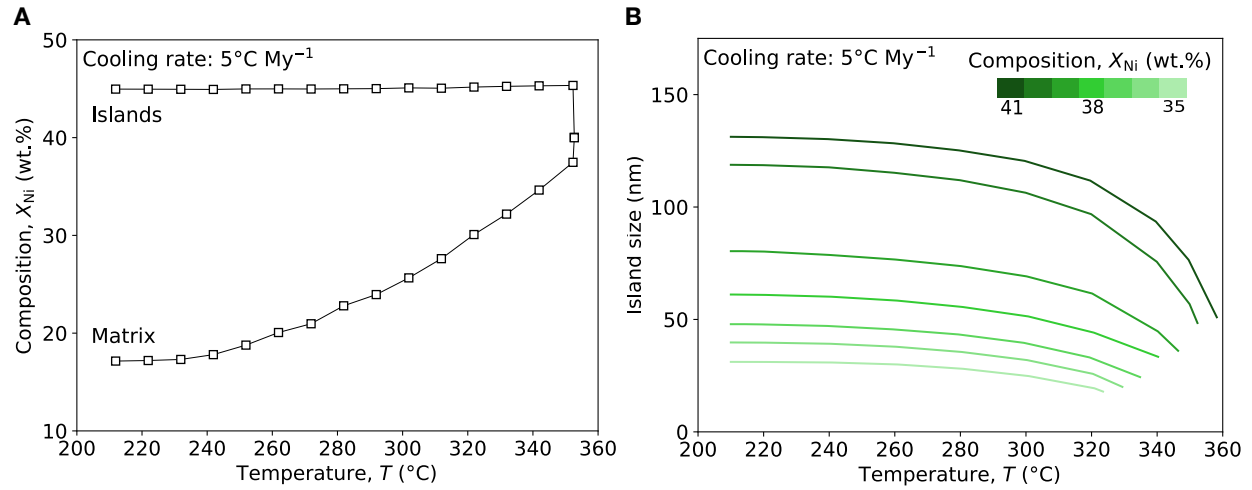 A
Cooling rate: 5°C My⁻¹
Islands
Matrix
Composition, X_Ni (wt.%)
50
40
30
20
10
200 220 240 260 280 300 320 340 360
Temperature, T (°C)
B
Cooling rate: 5°C My⁻¹
Composition, X_Ni (wt.%)
41 38 35
Island size (nm)
150
100
50
0
200 220 240 260 280 300 320 340 360
Temperature, T (°C)